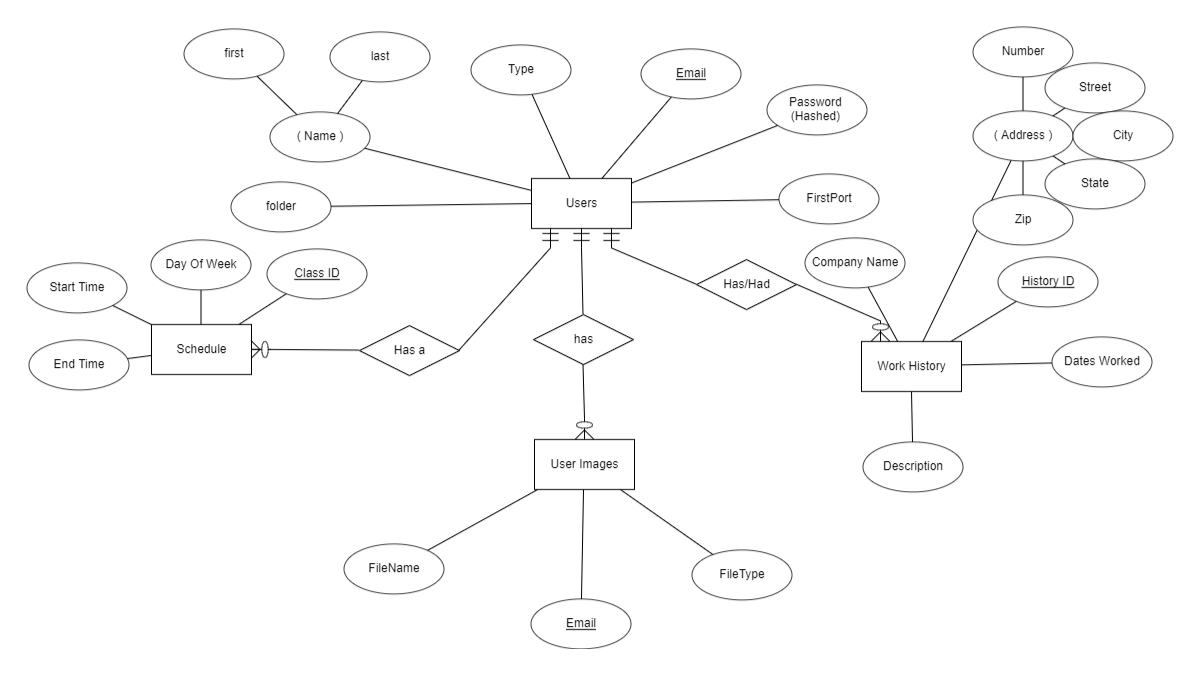 first
last
Type
Email
Password
(Hashed)
Number
Street
( Name )
( Address )
City
State
folder
Users
FirstPort
Zip
Day Of Week
Class ID
Company Name
Start Time
Has/Had
History ID
Schedule
Has a
has
End Time
Work History
Dates Worked
User Images
Description
FileName
FileType
Email